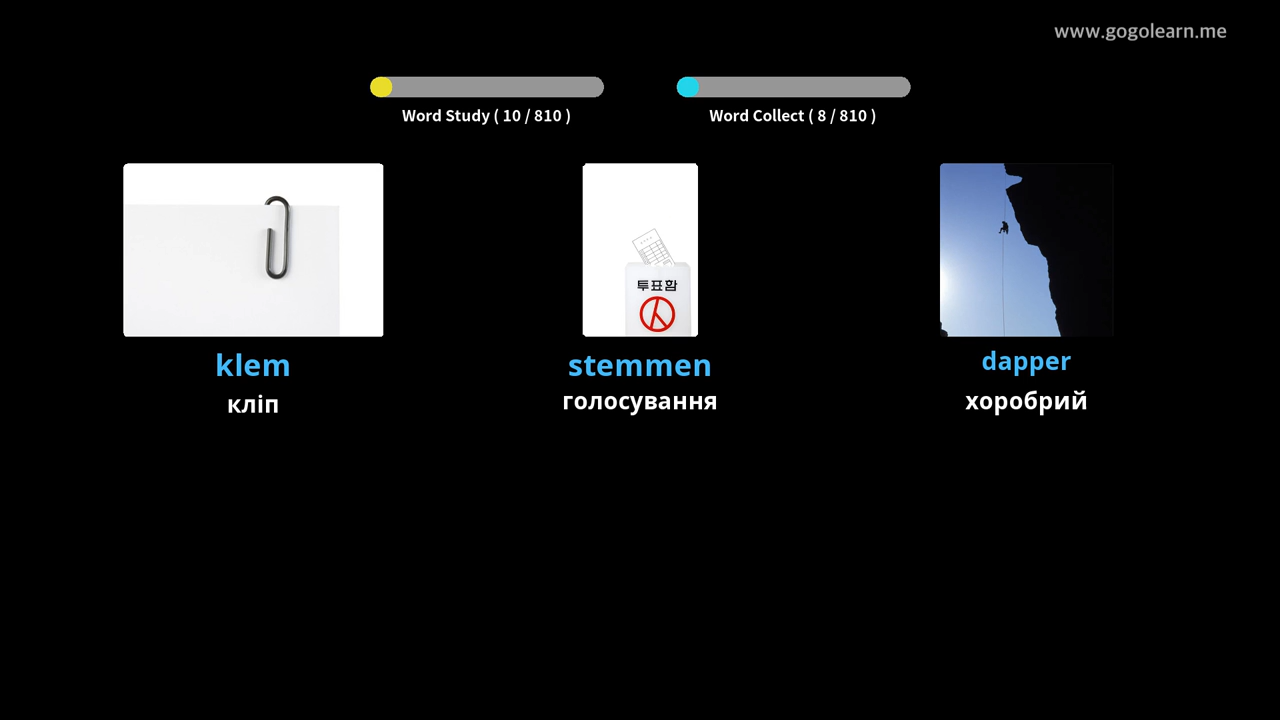 www.gogolearn.me
Word Study ( 10 / 810 )
Word Collect ( 8 / 810 )
투표함
klem
stemmen
dapper
кліп
голосування
хоробрий